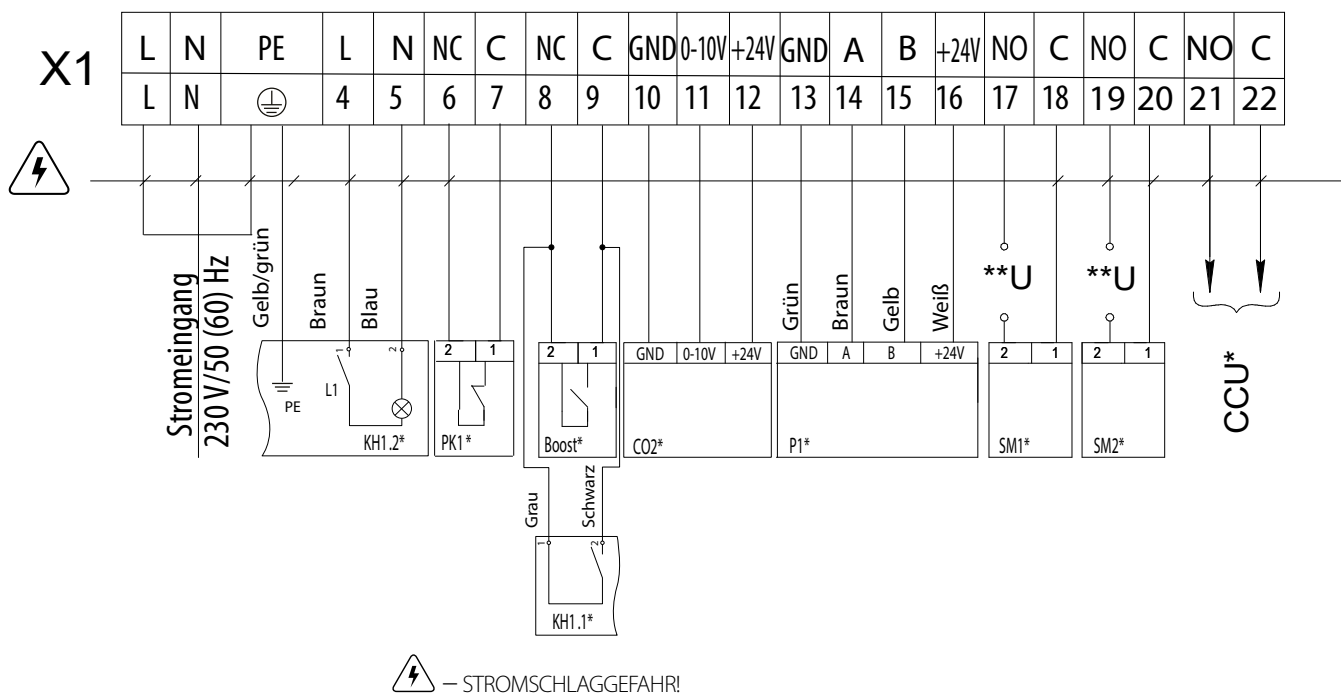 X1
L N PE L N NC C NC C GND 0-10V +24V GND A B +24V NO C NO C NO C
L N 4 5 6 7 8 9 10 11 12 13 14 15 16 17 18 19 20 21 22
Stromeingang
230 V/50 (60) Hz
Gelb/grün
Braun
Blau
Grün
Braun
Gelb
Weiß
**U
**U
CCU*
1 2
L1
PE
KH1.2*
2 1
PK1*
2 1
Boost*
GND 0-10V +24V
CO2*
GND A B +24V
P1*
2 1
SM1*
2 1
SM2*
Grau
Schwarz
1 2
KH1.1*
– STROMSCHLAGGEFAHR!